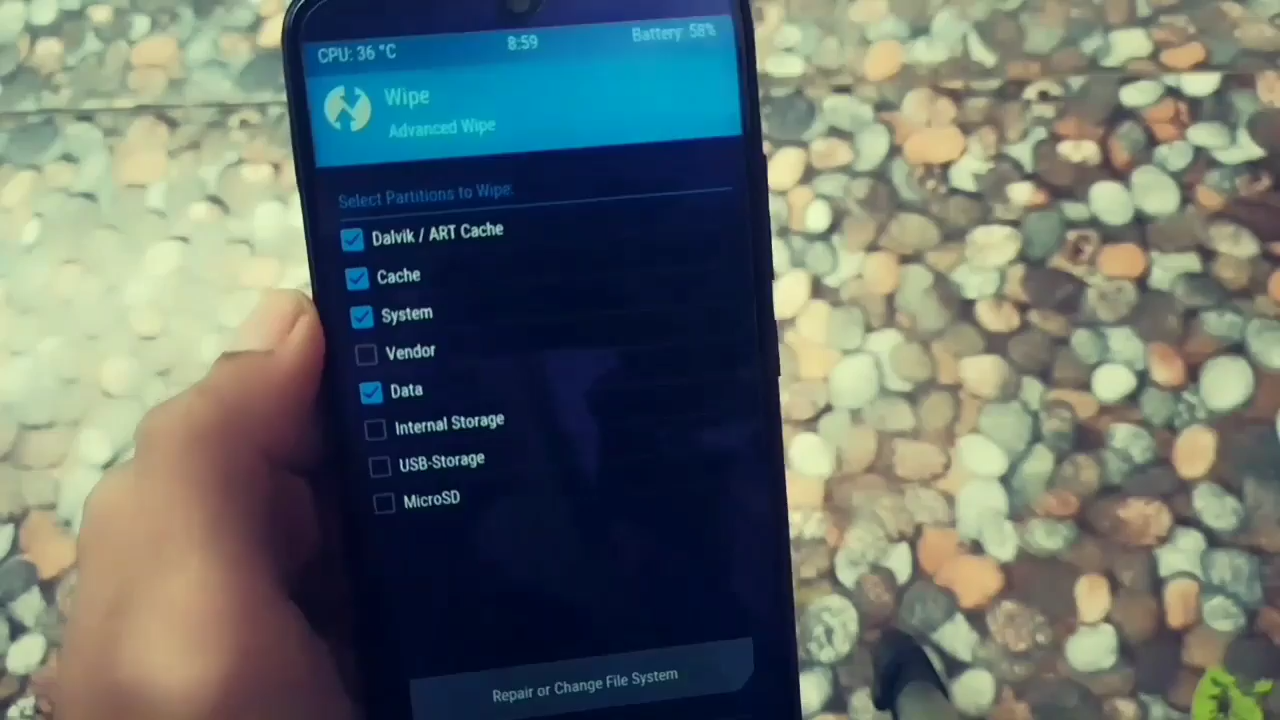 CPU: 36 °C 8:59 Battery: 58%
Wipe
Advanced Wipe
Select Partitions to Wipe:
Dalvik / ART Cache
Cache
System
Vendor
Data
Internal Storage
USB-Storage
MicroSD
Repair or Change File System